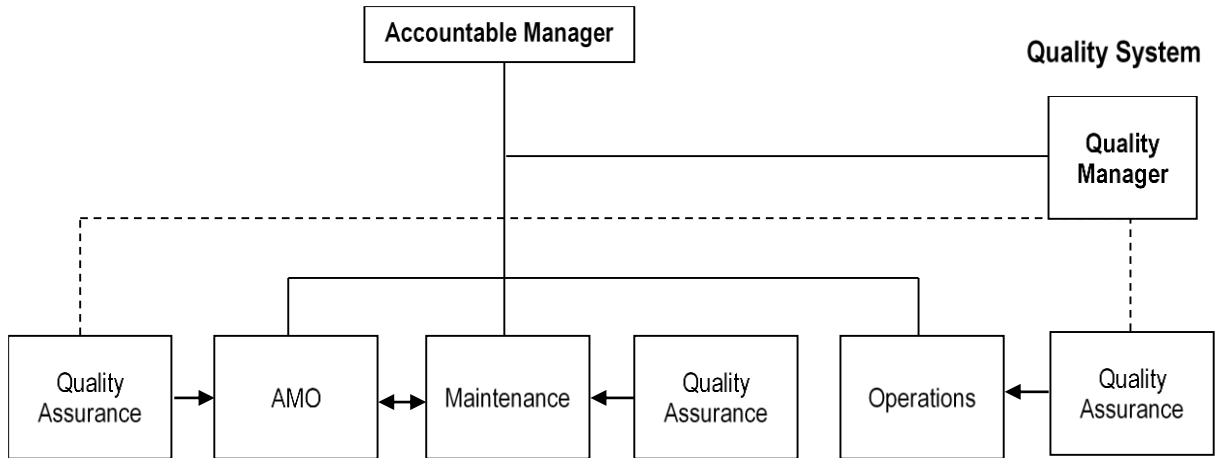 Accountable Manager
Quality System
Quality
Manager
Quality
Assurance
AMO
Maintenance
Quality
Assurance
Operations
Quality
Assurance